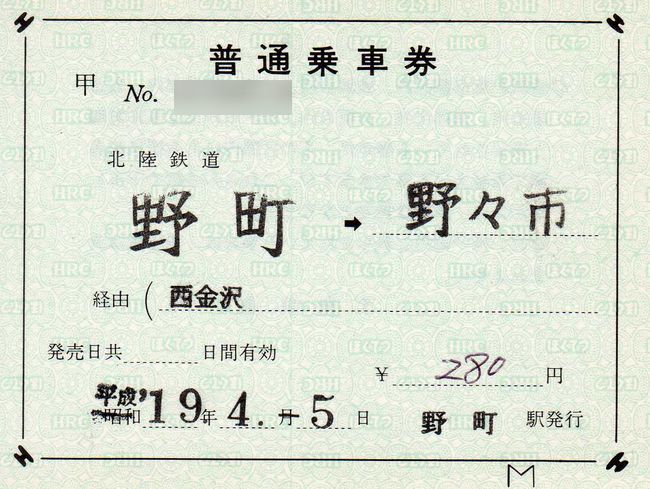 普通乗車券
甲 No.
北陸鉄道
野町 → 野々市
経由 ( 西金沢
発売日共 日間有効
¥ 280 円
平成
昭和 '19年 4.月 -5日 野町 駅発行
M